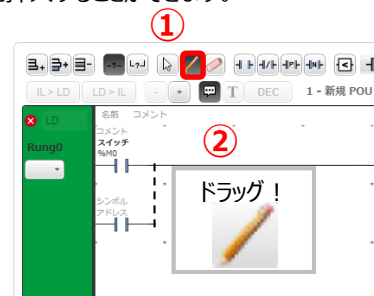 ①
IL > LD LD > IL - + T DEC 1 - 新規 POU
LD 名前 コメント
コメント
Rung0 スイッチ
%M0
②
シンボル
アドレス
ドラッグ！